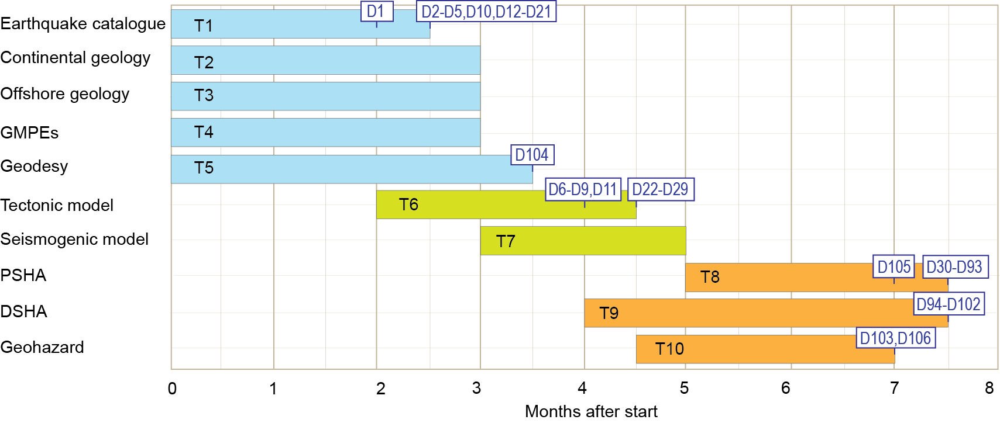 D1 D2-D5,D10,D12-D21
Earthquake catalogue T1
Continental geology T2
Offshore geology T3
GMPEs T4
D104
Geodesy T5
D6-D9,D11 D22-D29
Tectonic model T6
Seismogenic model T7
D105 D30-D93
PSHA T8
D94-D102
DSHA T9
D103,D106
Geohazard T10
0 1 2 3 4 5 6 7 8
Months after start